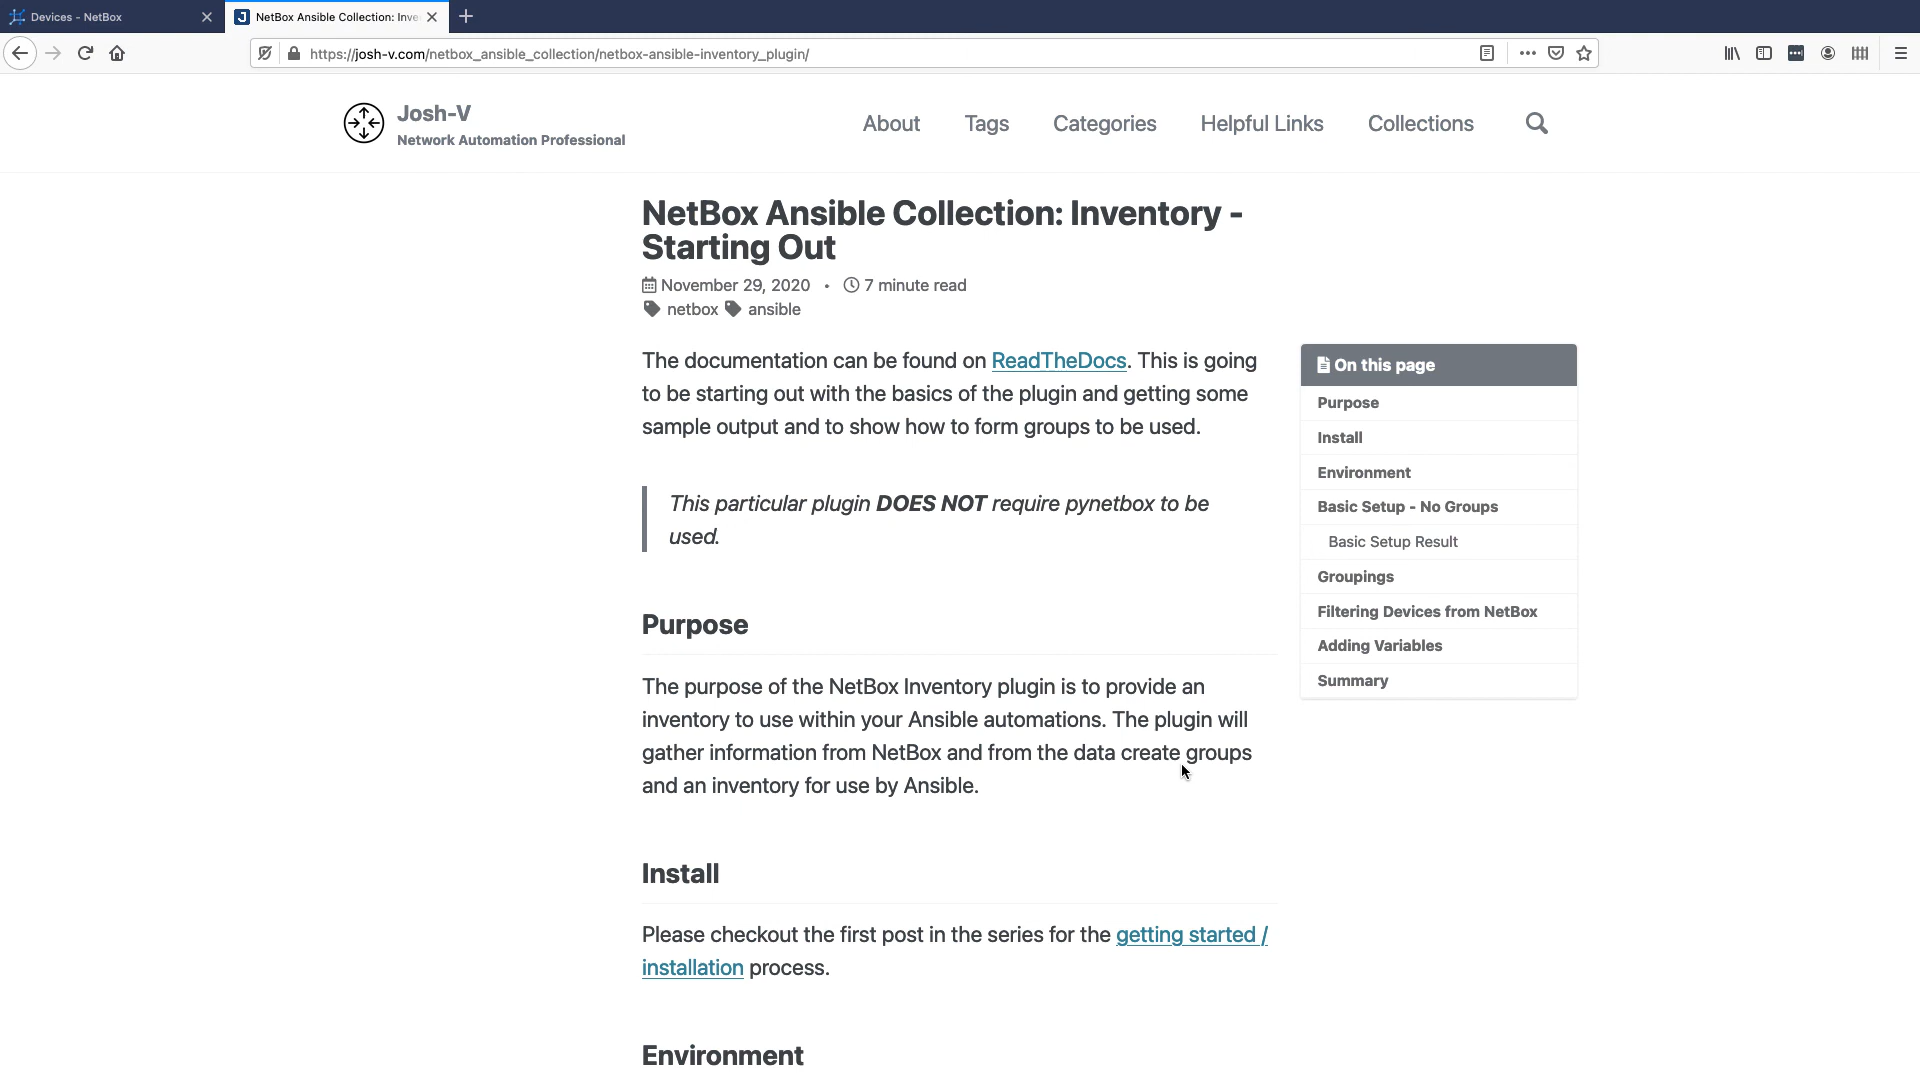 Devices - NetBox
NetBox Ansible Collection: Inve
https://josh-v.com/netbox_ansible_collection/netbox-ansible-inventory_plugin/
Josh-V
Network Automation Professional
About
Tags
Categories
Helpful Links
Collections
NetBox Ansible Collection: Inventory -
Starting Out
November 29, 2020 • 7 minute read
netbox ansible
The documentation can be found on ReadTheDocs. This is going
to be starting out with the basics of the plugin and getting some
sample output and to show how to form groups to be used.
This particular plugin DOES NOT require pynetbox to be
used.
Purpose
The purpose of the NetBox Inventory plugin is to provide an
inventory to use within your Ansible automations. The plugin will
gather information from NetBox and from the data create groups
and an inventory for use by Ansible.
Install
Please checkout the first post in the series for the getting started /
installation process.
Environment
On this page
Purpose
Install
Environment
Basic Setup - No Groups
Basic Setup Result
Groupings
Filtering Devices from NetBox
Adding Variables
Summary